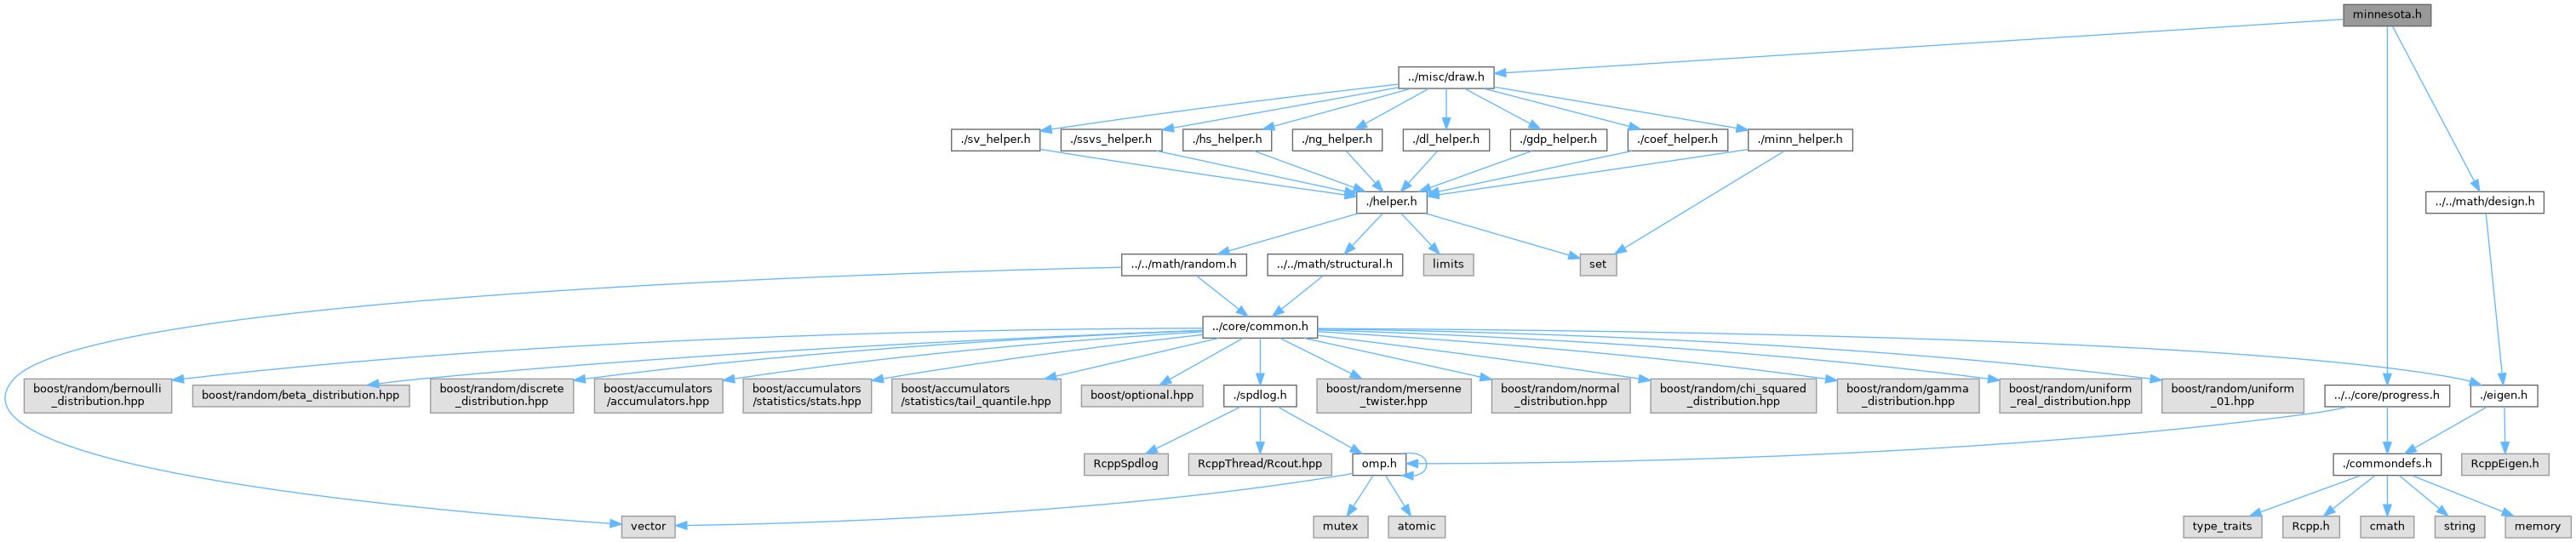 minnesota.h
../misc/draw.h
./sv_helper.h
./ssvs_helper.h
./hs_helper.h
./ng_helper.h
./dl_helper.h
./gdp_helper.h
./coef_helper.h
./minn_helper.h
./helper.h
../../math/design.h
../../math/random.h
../../math/structural.h
limits
set
../core/common.h
boost/random/bernoulli
_distribution.hpp
boost/random/beta_distribution.hpp
boost/random/discrete
_distribution.hpp
boost/accumulators
/accumulators.hpp
boost/accumulators
/statistics/stats.hpp
boost/accumulators
/statistics/tail_quantile.hpp
boost/optional.hpp
./spdlog.h
boost/random/mersenne
_twister.hpp
boost/random/normal
_distribution.hpp
boost/random/chi_squared
_distribution.hpp
boost/random/gamma
_distribution.hpp
boost/random/uniform
_real_distribution.hpp
boost/random/uniform
_01.hpp
../../core/progress.h
./eigen.h
RcppSpdlog
RcppThread/Rcout.hpp
omp.h
./commondefs.h
RcppEigen.h
vector
mutex
atomic
type_traits
Rcpp.h
cmath
string
memory